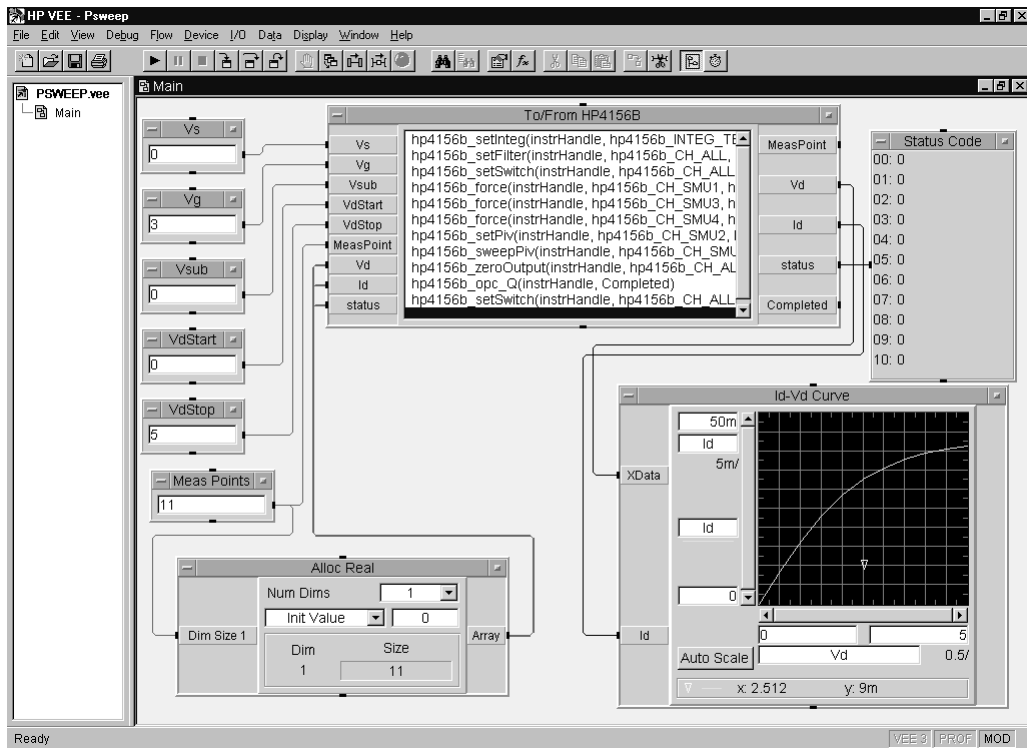 HP VEE - Psweep
File Edit View Debug Flow Device I/O Data Display Window Help
PSWEEP.vee
Main
Main
Vs
0
Vg
3
Vsub
0
VdStart
0
VdStop
5
Meas Points
11
To/From HP4156B
Vs
Vg
Vsub
VdStart
VdStop
MeasPoint
Vd
Id
status
hp4156b_setInteg(instrHandle, hp4156b_INTEG_TE
hp4156b_setFilter(instrHandle, hp4156b_CH_ALL,
hp4156b_setSwitch(instrHandle, hp4156b_CH_ALL
hp4156b_force(instrHandle, hp4156b_CH_SMU1, h
hp4156b_force(instrHandle, hp4156b_CH_SMU3, h
hp4156b_force(instrHandle, hp4156b_CH_SMU4, h
hp4156b_setPiv(instrHandle, hp4156b_CH_SMU2, 
hp4156b_sweepPiv(instrHandle, hp4156b_CH_SMU
hp4156b_zeroOutput(instrHandle, hp4156b_CH_AL
hp4156b_opc_Q(instrHandle, Completed)
hp4156b_setSwitch(instrHandle, hp4156b_CH_ALL
MeasPoint
Vd
Id
status
Completed
Status Code
00: 0
01: 0
02: 0
03: 0
04: 0
05: 0
06: 0
07: 0
08: 0
09: 0
10: 0
Alloc Real
Dim Size 1
Num Dims 1
Init Value 0
Dim Size
1 11
Array
Id-Vd Curve
XData
Id
50m
Id
5m/
Id
0
0 5
Auto Scale Vd 0.5/
x: 2.512 y: 9m
Ready
VEE 3 PROF MOD